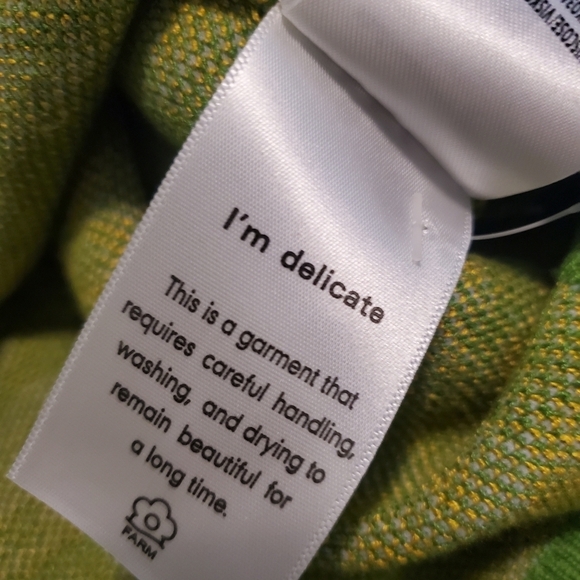 I'm delicate
This is a garment that
requires careful handling,
washing, and drying to
remain beautiful for
a long time.
FARM